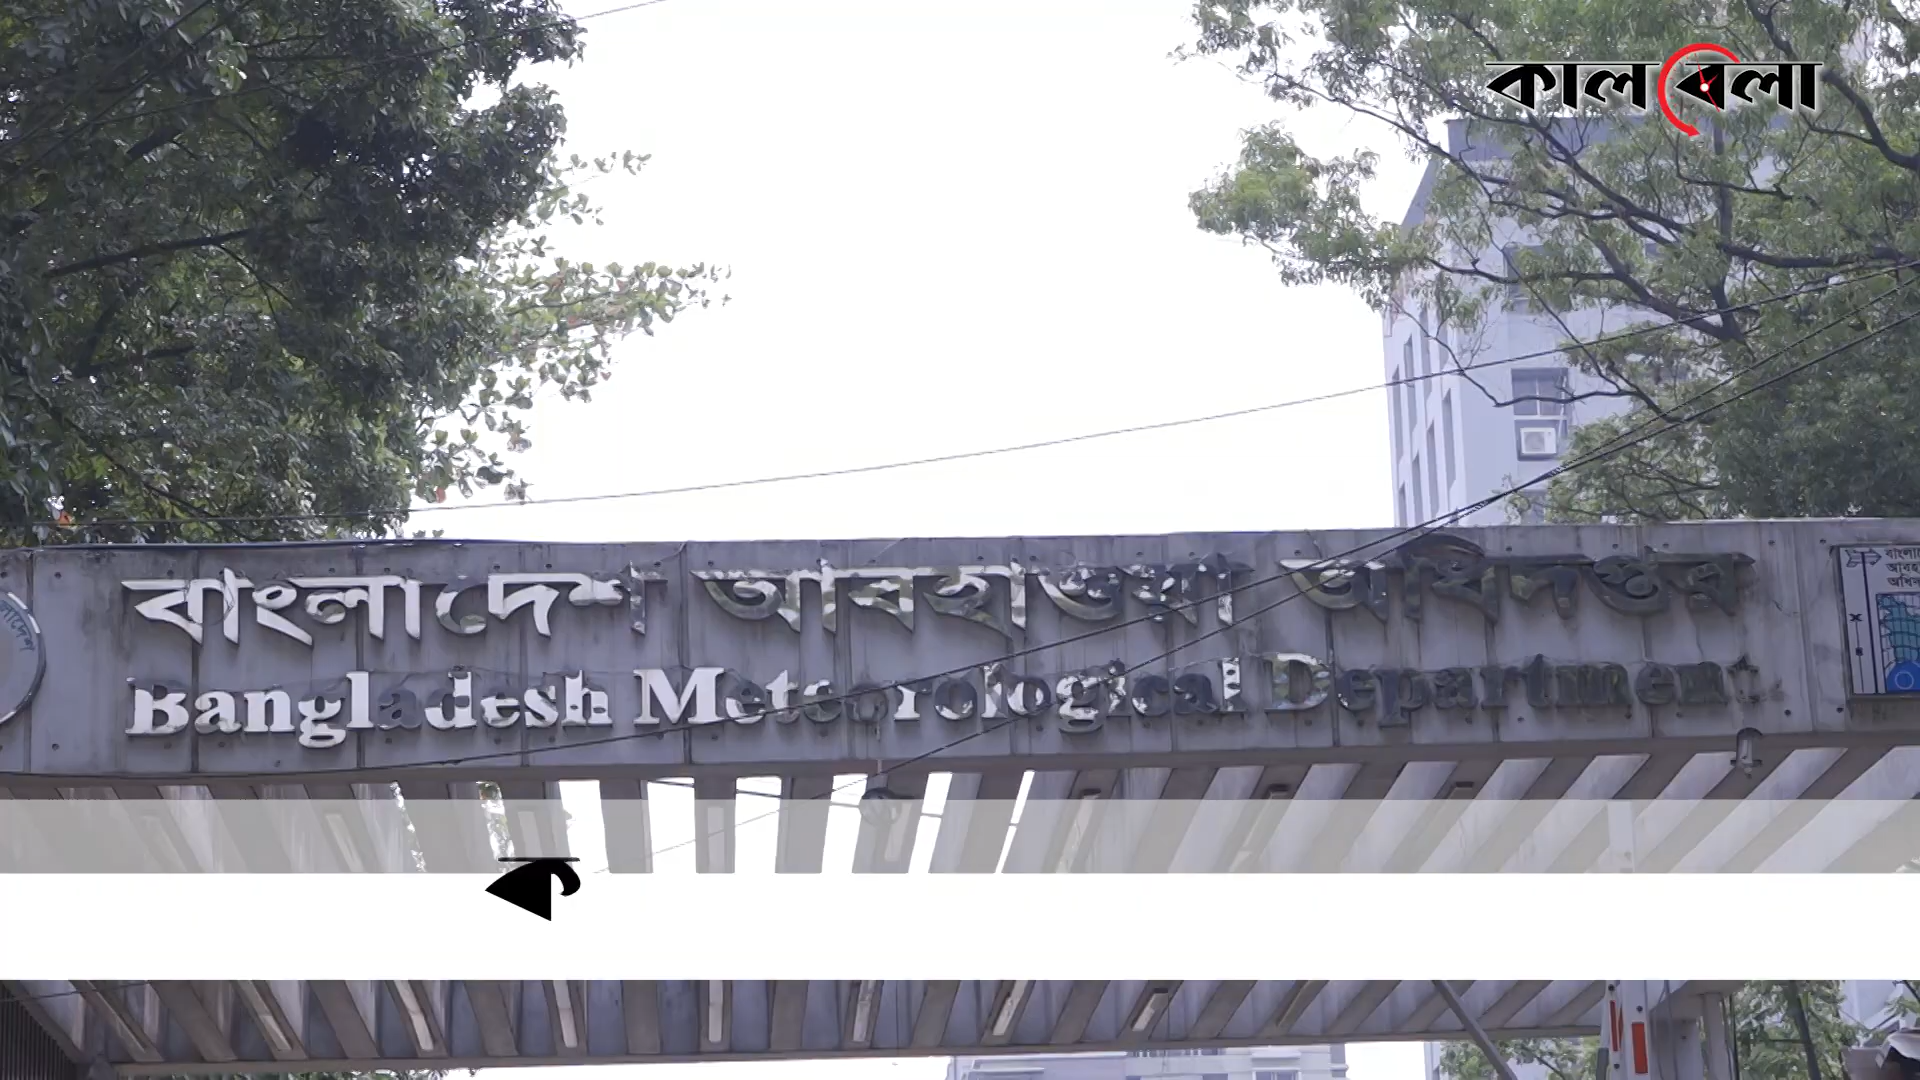 কালবেলা
বাংলাদেশ আবহাওয়া অধিদপ্তর
Bangladesh Meteorological Department
ক